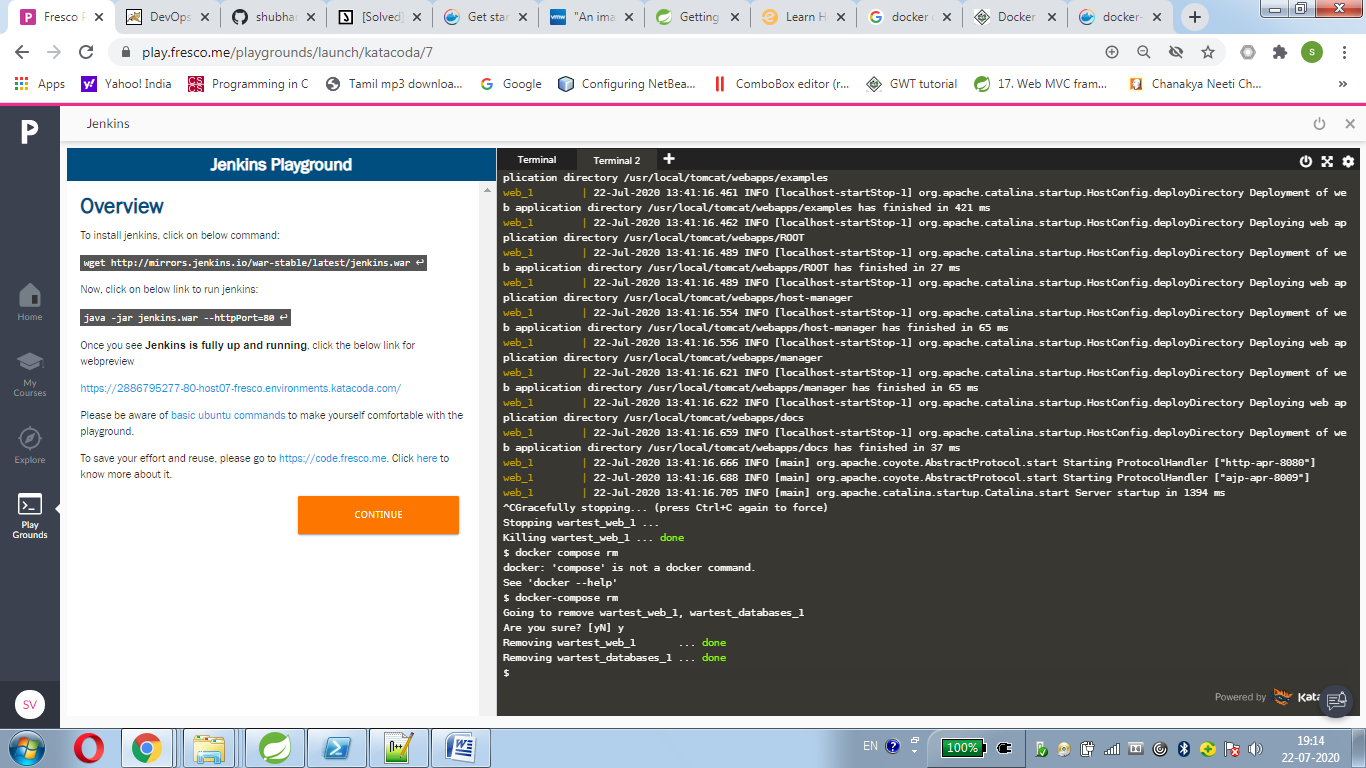 Fresco P
DevOps
shubhar
[Solved]
Get star
vmw
"An ima
Getting
Learn H
docker
Docker
docker-
play.fresco.me/playgrounds/launch/katacoda/7
S
Apps
Yahoo! India
Programming in C
Tamil mp3 downloa...
Google
Configuring NetBea...
ComboBox editor (r...
GWT tutorial
17. Web MVC fram...
Chanakya Neeti Ch...
»
Jenkins
Home
My
Courses
Explore
Play
Grounds
SV
Jenkins Playground
Overview
To install jenkins, click on below command:
wget http://mirrors.jenkins.io/war-stable/latest/jenkins.war ↩
Now, click on below link to run jenkins:
java -jar jenkins.war --httpPort=80 ↩
Once you see Jenkins is fully up and running, click the below link for
webpreview
https://2886795277-80-host07-fresco.environments.katacoda.com/
Please be aware of basic ubuntu commands to make yourself comfortable with the
playground.
To save your effort and reuse, please go to https://code.fresco.me. Click here to
know more about it.
CONTINUE
Terminal
Terminal 2
+
plication directory /usr/local/tomcat/webapps/examples
web_1 | 22-Jul-2020 13:41:16.461 INFO [localhost-startStop-1] org.apache.catalina.startup.HostConfig.deployDirectory Deployment of we
b application directory /usr/local/tomcat/webapps/examples has finished in 421 ms
web_1 | 22-Jul-2020 13:41:16.462 INFO [localhost-startStop-1] org.apache.catalina.startup.HostConfig.deployDirectory Deploying web ap
plication directory /usr/local/tomcat/webapps/ROOT
web_1 | 22-Jul-2020 13:41:16.489 INFO [localhost-startStop-1] org.apache.catalina.startup.HostConfig.deployDirectory Deployment of we
b application directory /usr/local/tomcat/webapps/ROOT has finished in 27 ms
web_1 | 22-Jul-2020 13:41:16.489 INFO [localhost-startStop-1] org.apache.catalina.startup.HostConfig.deployDirectory Deploying web ap
plication directory /usr/local/tomcat/webapps/host-manager
web_1 | 22-Jul-2020 13:41:16.554 INFO [localhost-startStop-1] org.apache.catalina.startup.HostConfig.deployDirectory Deployment of we
b application directory /usr/local/tomcat/webapps/host-manager has finished in 65 ms
web_1 | 22-Jul-2020 13:41:16.556 INFO [localhost-startStop-1] org.apache.catalina.startup.HostConfig.deployDirectory Deploying web ap
plication directory /usr/local/tomcat/webapps/manager
web_1 | 22-Jul-2020 13:41:16.621 INFO [localhost-startStop-1] org.apache.catalina.startup.HostConfig.deployDirectory Deployment of we
b application directory /usr/local/tomcat/webapps/manager has finished in 65 ms
web_1 | 22-Jul-2020 13:41:16.622 INFO [localhost-startStop-1] org.apache.catalina.startup.HostConfig.deployDirectory Deploying web ap
plication directory /usr/local/tomcat/webapps/docs
web_1 | 22-Jul-2020 13:41:16.659 INFO [localhost-startStop-1] org.apache.catalina.startup.HostConfig.deployDirectory Deployment of we
b application directory /usr/local/tomcat/webapps/docs has finished in 37 ms
web_1 | 22-Jul-2020 13:41:16.666 INFO [main] org.apache.coyote.AbstractProtocol.start Starting ProtocolHandler ["http-apr-8080"]
web_1 | 22-Jul-2020 13:41:16.688 INFO [main] org.apache.coyote.AbstractProtocol.start Starting ProtocolHandler ["ajp-apr-8009"]
web_1 | 22-Jul-2020 13:41:16.705 INFO [main] org.apache.catalina.startup.Catalina.start Server startup in 1394 ms
^CGracefully stopping... (press Ctrl+C again to force)
Stopping wartest_web_1 ...
Killing wartest_web_1 ... done
$ docker compose rm
docker: 'compose' is not a docker command.
See 'docker --help'
$ docker-compose rm
Going to remove wartest_web_1, wartest_databases_1
Are you sure? [yN] y
Removing wartest_web_1 ... done
Removing wartest_databases_1 ... done
$
Powered by Kata
EN
100%
19:14
22-07-2020